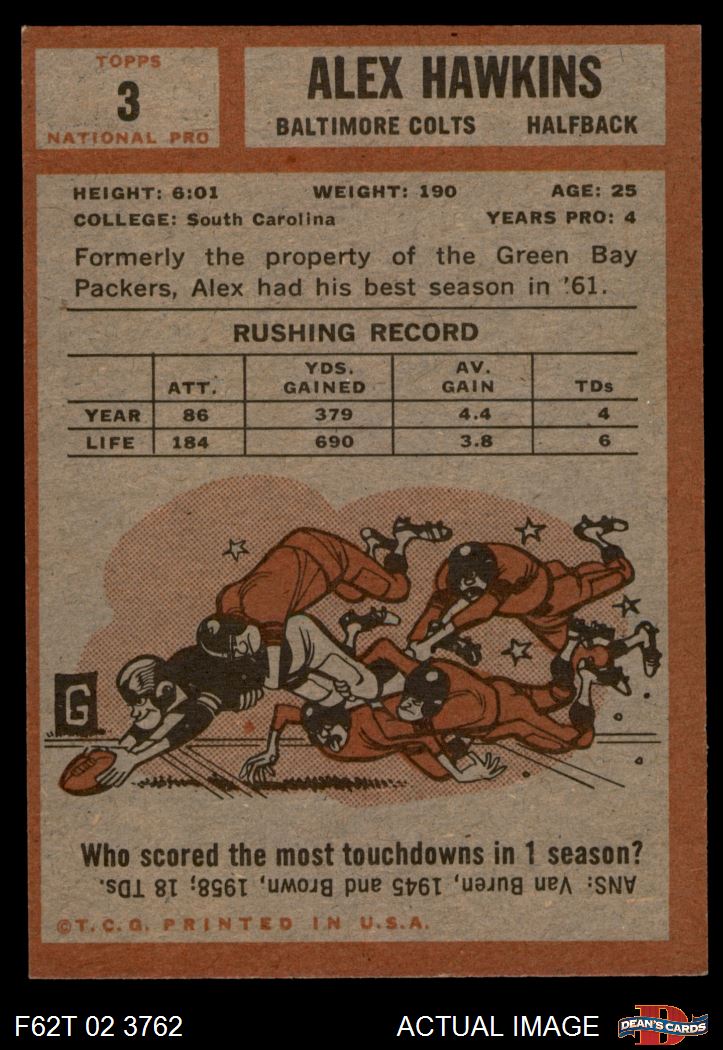 TOPPS
3
NATIONAL PRO
ALEX HAWKINS
BALTIMORE COLTS HALFBACK
HEIGHT: 6:01 WEIGHT: 190 AGE: 25
COLLEGE: South Carolina YEARS PRO: 4
Formerly the property of the Green Bay
Packers, Alex had his best season in '61.
RUSHING RECORD
ATT. YDS. GAINED AV. GAIN TDs
YEAR 86 379 4.4 4
LIFE 184 690 3.8 6
G
Who scored the most touchdowns in 1 season?
ANS: Van Buren, 1945 and Brown, 1958; 18 TDs.
©T.C.G. PRINTED IN U.S.A.
F62T 02 3762 ACTUAL IMAGE
D
DEAN'S CARDS